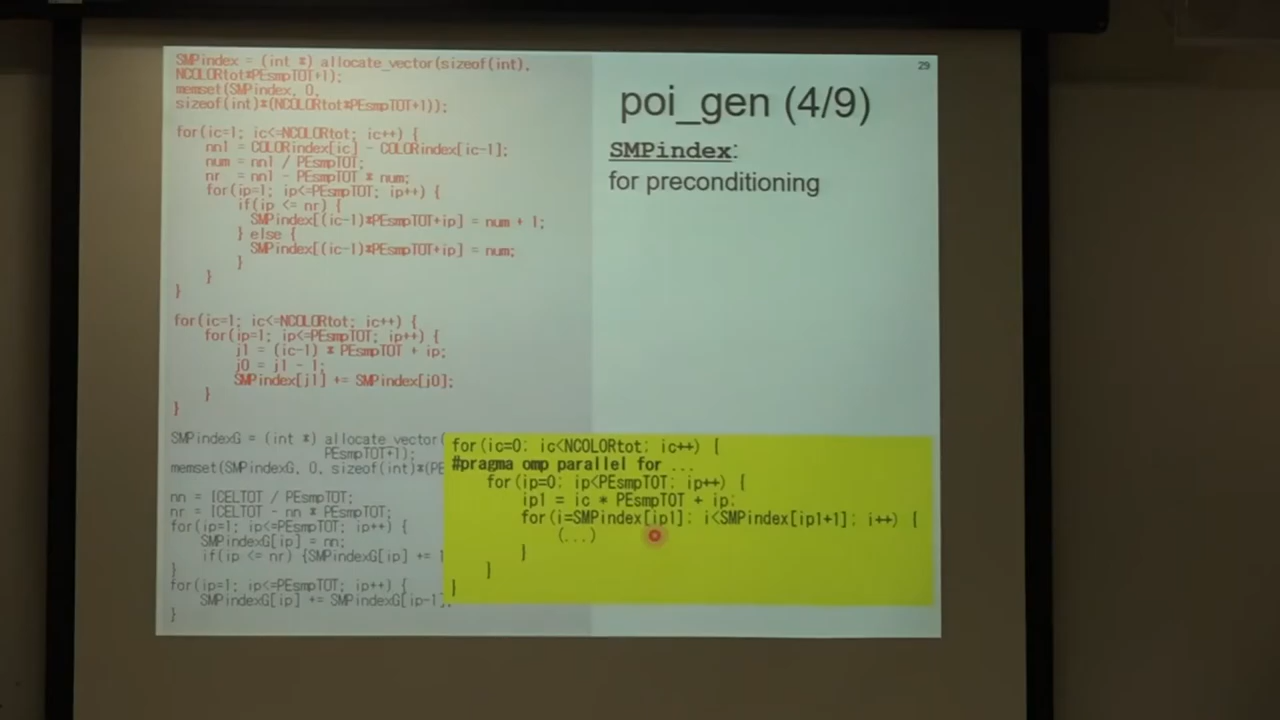 29
SMPindex = (int *) allocate_vector(sizeof(int),
NCOLORtot*PEsmpTOT+1);
memset(SMPindex, 0,
sizeof(int)*(NCOLORtot*PEsmpTOT+1));
for(ic=1; ic<=NCOLORtot; ic++) {
nn1 = COLORindex[ic] - COLORindex[ic-1];
num = nn1 / PEsmpTOT;
nr = nn1 - PEsmpTOT * num;
for(ip=1; ip<=PEsmpTOT; ip++) {
if(ip <= nr) {
SMPindex[(ic-1)*PEsmpTOT+ip] = num + 1;
} else {
SMPindex[(ic-1)*PEsmpTOT+ip] = num;
}
}
}
for(ic=1; ic<=NCOLORtot; ic++) {
for(ip=1; ip<=PEsmpTOT; ip++) {
j1 = (ic-1) * PEsmpTOT + ip;
j0 = j1 - 1;
SMPindex[j1] += SMPindex[j0];
}
}
SMPindexG = (int *) allocate_vector(
PEsmpTOT+1);
memset(SMPindexG, 0, sizeof(int)*(PE
nn = ICELTOT / PEsmpTOT;
nr = ICELTOT - nn * PEsmpTOT;
for(ip=1; ip<=PEsmpTOT; ip++) {
SMPindexG[ip] = nn;
if(ip <= nr) {SMPindexG[ip] += 1
}
for(ip=1; ip<=PEsmpTOT; ip++) {
SMPindexG[ip] += SMPindexG[ip-1];
}
poi_gen (4/9)
SMPindex:
for preconditioning
for(ic=0; ic<NCOLORtot; ic++) {
#pragma omp parallel for ...
for(ip=0; ip<PEsmpTOT; ip++) {
ip1 = ic * PEsmpTOT + ip;
for(i=SMPindex[ip1]; i<SMPindex[ip1+1]; i++) {
(...)
}
}
}